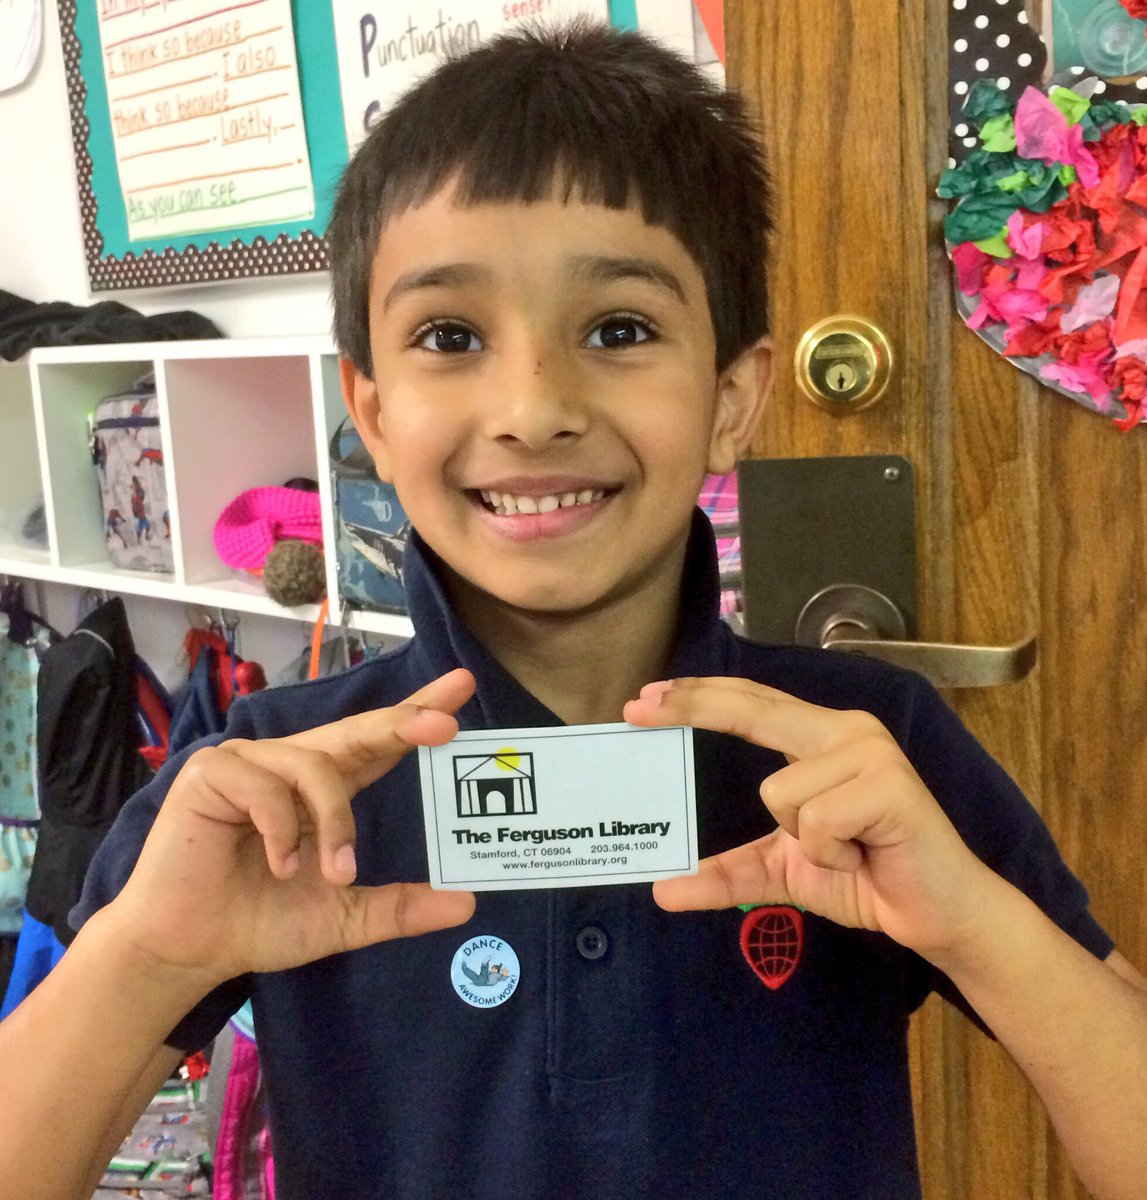 I think so because
. I also
think so because
. Lastly,
.
As you can see
Punctuation
sense!
The Ferguson Library
Stamford, CT 06904 203.964.1000
www.fergusonlibrary.org
DANCE
AWESOME WORK!